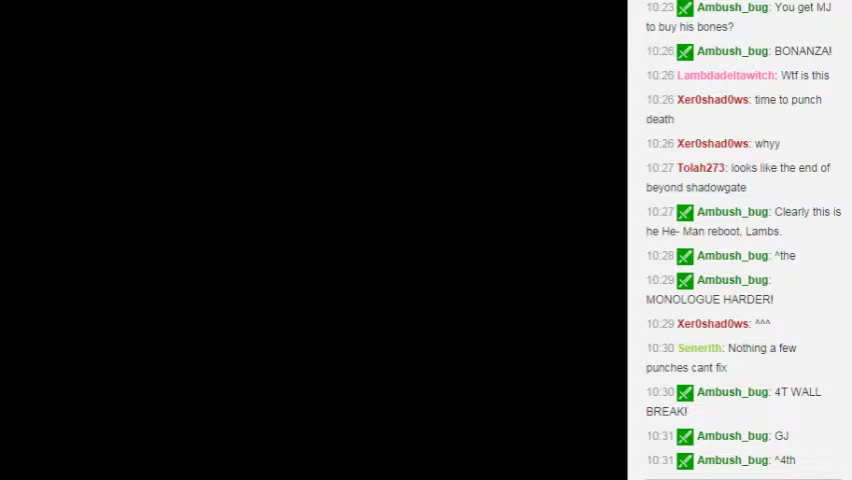 10:23 Ambush_bug: You get MJ
to buy his bones?
10:26 Ambush_bug: BONANZA!
10:26 Lambdadeltawitch: Wtf is this
10:26 Xer0shad0ws: time to punch
death
10:26 Xer0shad0ws: whyy
10:27 Tolah273: looks like the end of
beyond shadowgate
10:27 Ambush_bug: Clearly this is
he He- Man reboot, Lambs.
10:28 Ambush_bug: ^the
10:29 Ambush_bug:
MONOLOGUE HARDER!
10:29 Xer0shad0ws: ^^^
10:30 Senerith: Nothing a few
punches cant fix
10:30 Ambush_bug: 4T WALL
BREAK!
10:31 Ambush_bug: GJ
10:31 Ambush_bug: ^4th